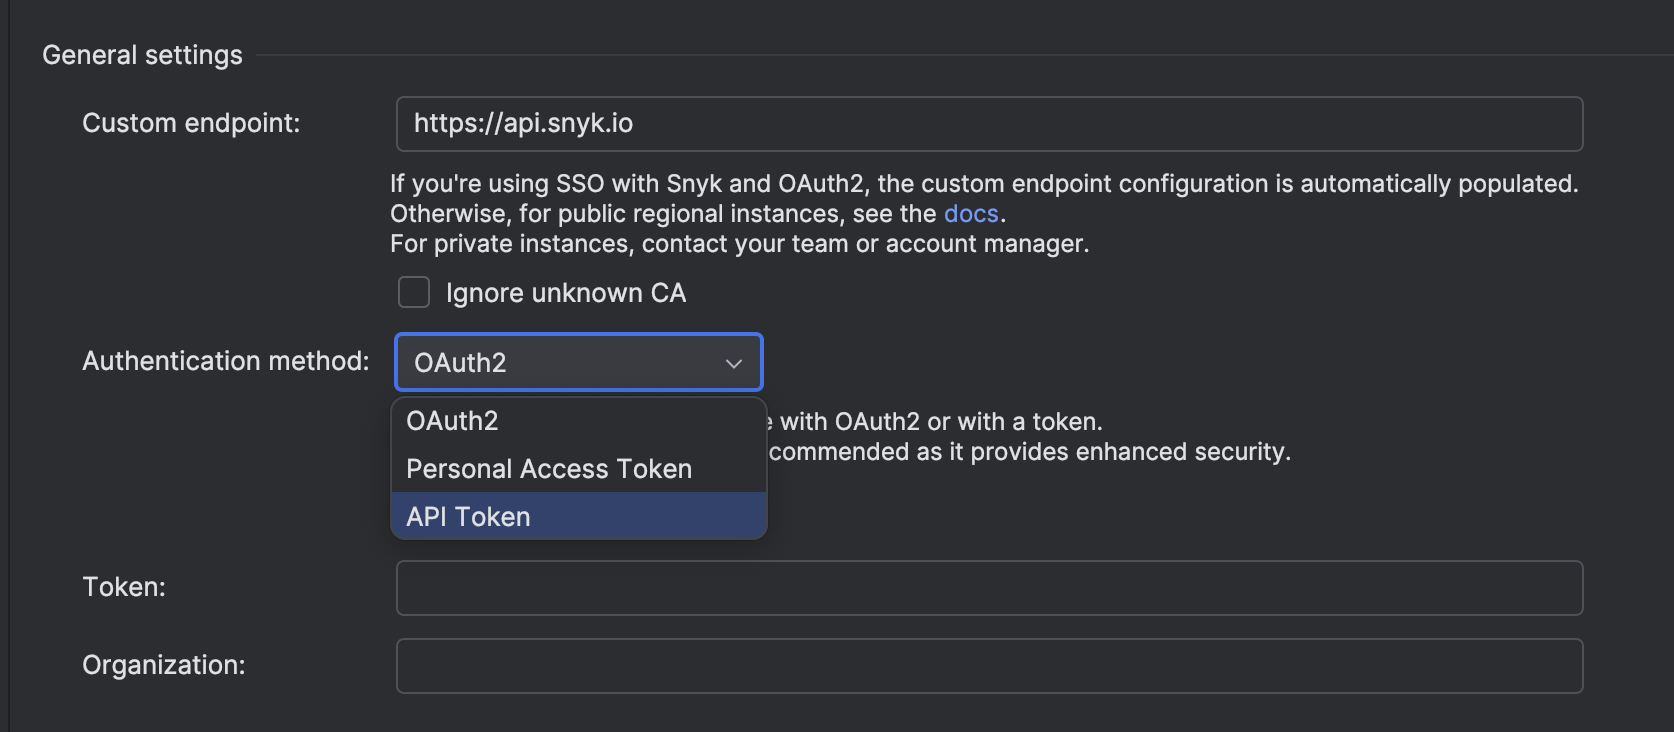 General settings
Custom endpoint:
https://api.snyk.io
If you're using SSO with Snyk and OAuth2, the custom endpoint configuration is automatically populated.
Otherwise, for public regional instances, see the docs.
For private instances, contact your team or account manager.
Ignore unknown CA
Authentication method:
OAuth2
OAuth2
with OAuth2 or with a token.
Personal Access Token
commended as it provides enhanced security.
API Token
Token:
Organization: